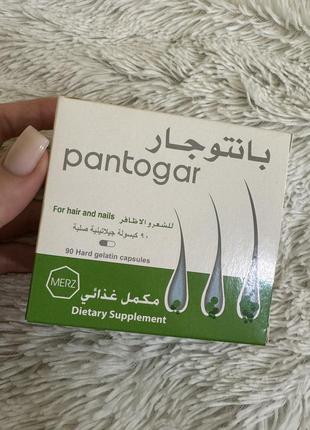 بانتوجار
pantogar
For hair and nails للشعر والاظافر
٩٠ كبسولة جيلاتينية صلبة
90 Hard gelatin capsules
MERZ
مكمل غذائي
Dietary Supplement